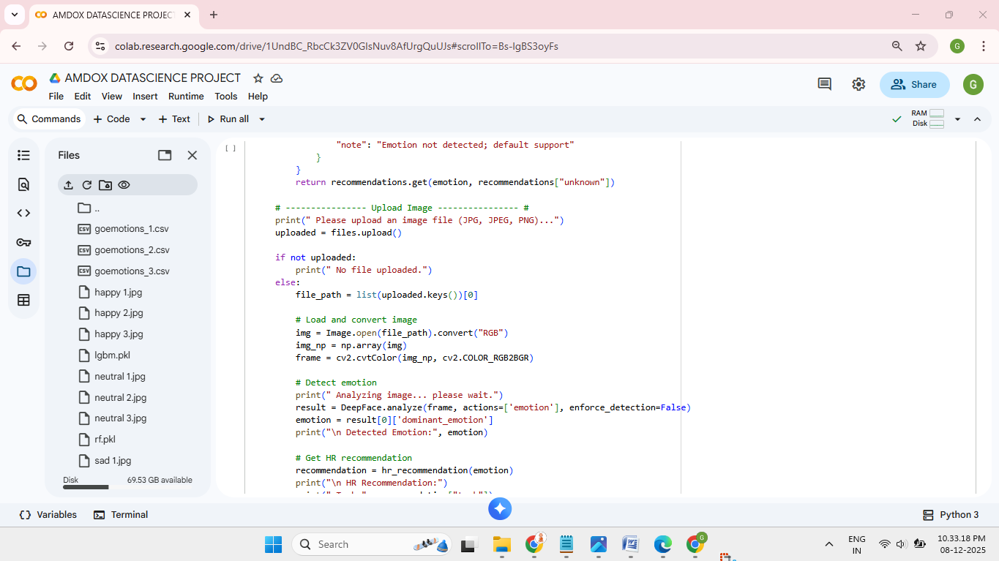 AMDOX DATASCIENCE PROJECT
colab.research.google.com/drive/1UndBC_RbcCk3ZV0GIsNuv8AfUrgQuUJs#scrollTo=Bs-lgBS3oyFs
G
AMDOX DATASCIENCE PROJECT
Share
G
File Edit View Insert Runtime Tools Help
Commands + Code + Text Run all
RAM
Disk
Files
..
goemotions_1.csv
goemotions_2.csv
goemotions_3.csv
happy 1.jpg
happy 2.jpg
happy 3.jpg
lgbm.pkl
neutral 1.jpg
neutral 2.jpg
neutral 3.jpg
rf.pkl
sad 1.jpg
Disk 69.53 GB available
[ ]
"note": "Emotion not detected; default support"
}
}
return recommendations.get(emotion, recommendations["unknown"])
# ---------------- Upload Image ---------------- #
print(" Please upload an image file (JPG, JPEG, PNG)...")
uploaded = files.upload()
if not uploaded:
print(" No file uploaded.")
else:
file_path = list(uploaded.keys())[0]
# Load and convert image
img = Image.open(file_path).convert("RGB")
img_np = np.array(img)
frame = cv2.cvtColor(img_np, cv2.COLOR_RGB2BGR)
# Detect emotion
print(" Analyzing image... please wait.")
result = DeepFace.analyze(frame, actions=['emotion'], enforce_detection=False)
emotion = result[0]['dominant_emotion']
print("\n Detected Emotion:", emotion)
# Get HR recommendation
recommendation = hr_recommendation(emotion)
print("\n HR Recommendation:")
Variables Terminal
Python 3
Search
ENG
IN
10.33.18 PM
08-12-2025